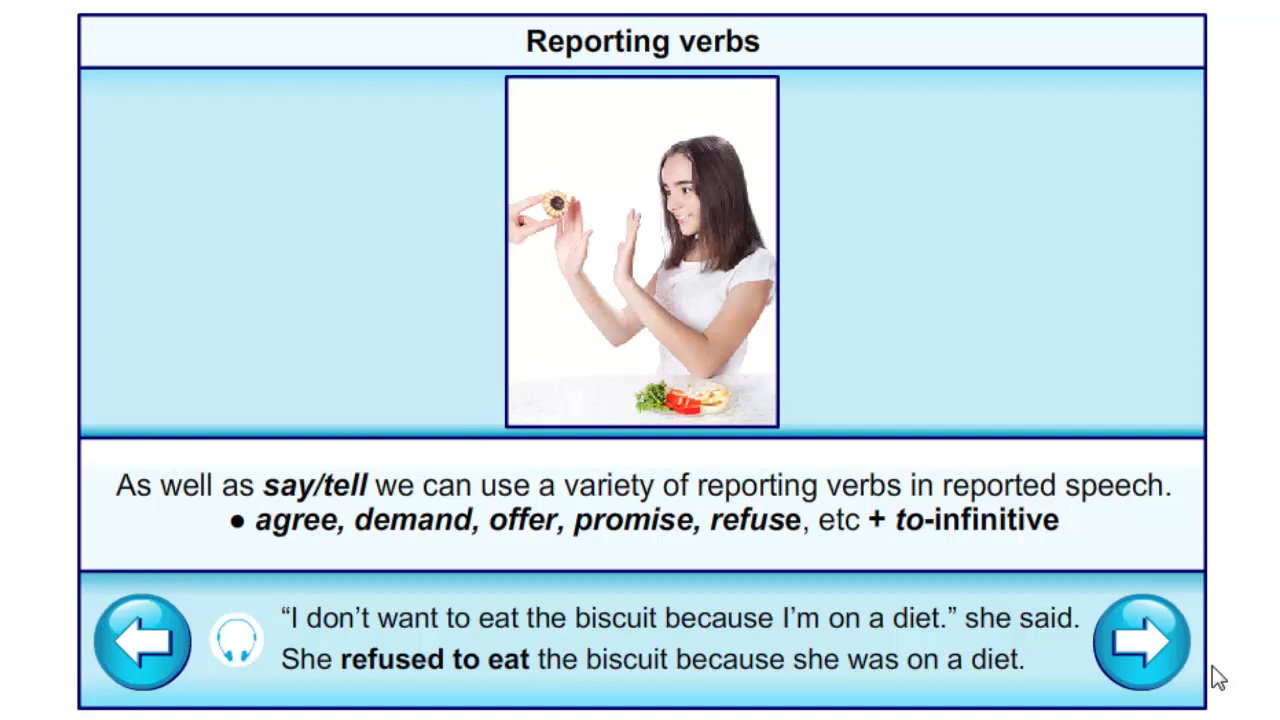 Reporting verbs
As well as say/tell we can use a variety of reporting verbs in reported speech.
● agree, demand, offer, promise, refuse, etc + to-infinitive
“I don’t want to eat the biscuit because I’m on a diet.” she said.
She refused to eat the biscuit because she was on a diet.